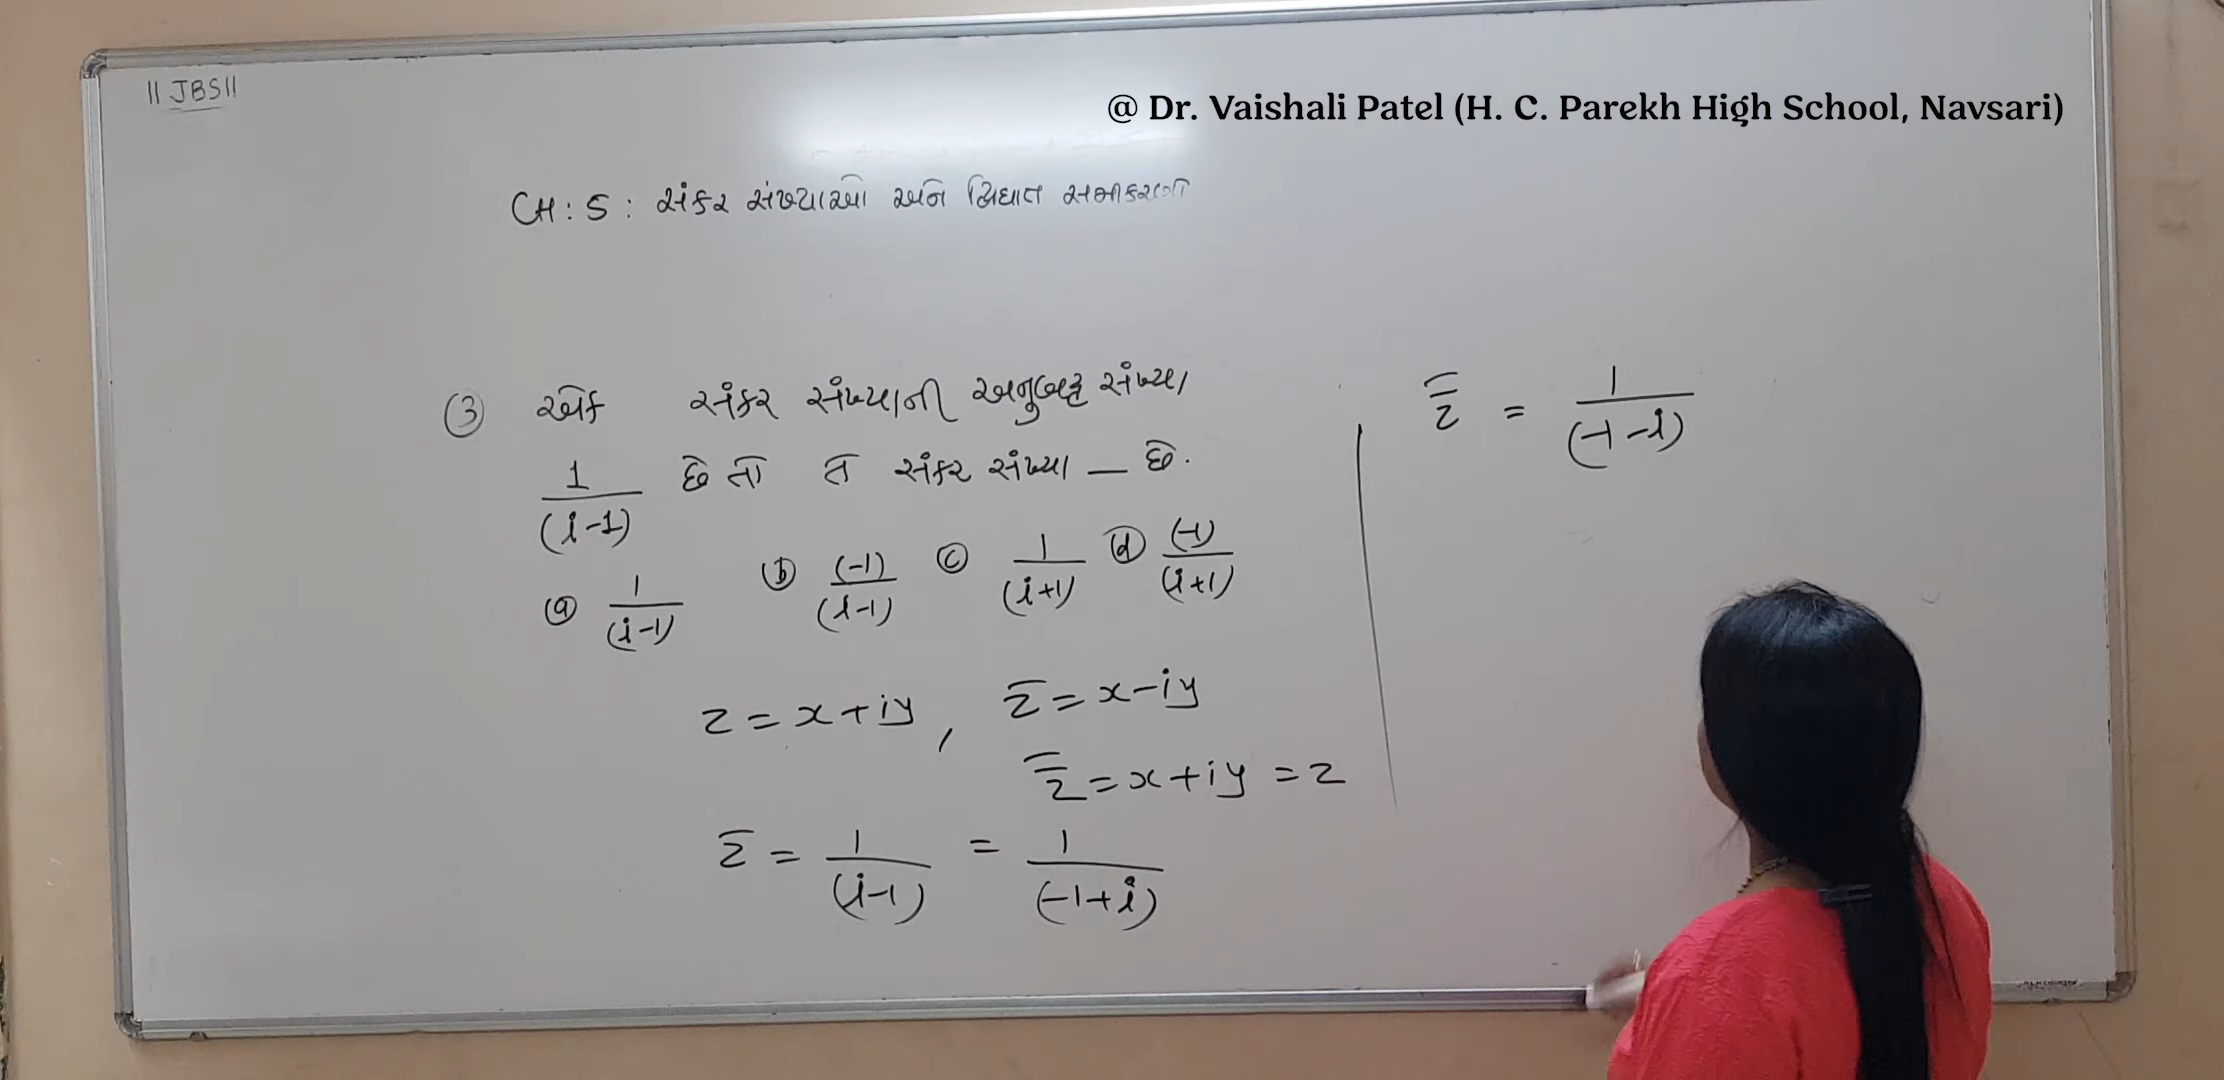 || JBS ||
@ Dr. Vaishali Patel (H. C. Parekh High School, Navsari)
CH : 5 : સંકર સંખ્યાઓ અને દ્વિઘાત સમીકરણો
③ એક સંકર સંખ્યાની અનુબદ્ધ સંખ્યા
1/(i-1) છે તો તે સંકર સંખ્યા — છે.
ⓐ 1/(i-1) ⓑ (-1)/(i-1) ⓒ 1/(i+1) ⓓ (-1)/(i+1)
z = x + iy , z̅ = x - iy
z̿ = x + iy = z
z̅ = 1/(i-1) = 1/(-1+i)
z̿ = 1/(-1-i)